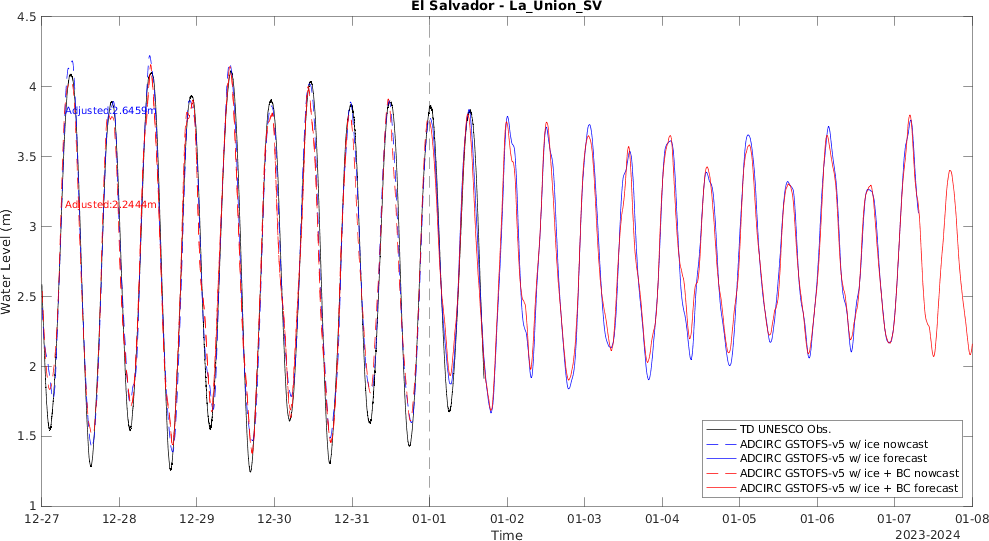 El Salvador - La_Union_SV
4.5
4
3.5
3
2.5
2
1.5
1
Water Level (m)
Adjusted:2.6459m
Adjusted:2.2444m
TD UNESCO Obs.
ADCIRC GSTOFS-v5 w/ ice nowcast
ADCIRC GSTOFS-v5 w/ ice forecast
ADCIRC GSTOFS-v5 w/ ice + BC nowcast
ADCIRC GSTOFS-v5 w/ ice + BC forecast
12-27 12-28 12-29 12-30 12-31 01-01 01-02 01-03 01-04 01-05 01-06 01-07 01-08
Time
2023-2024